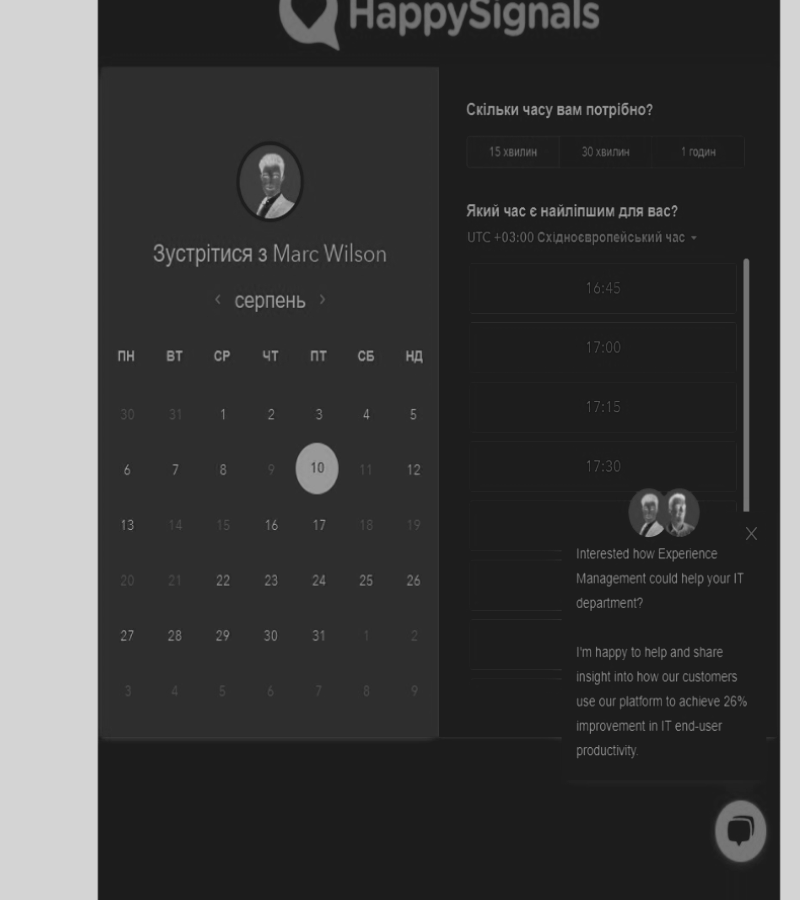 HappySignals
Зустрітися з Marc Wilson
‹ серпень ›
ПН ВТ СР ЧТ ПТ СБ НД
30 31 1 2 3 4 5
6 7 8 9 10 11 12
13 14 15 16 17 18 19
20 21 22 23 24 25 26
27 28 29 30 31 1 2
3 4 5 6 7 8 9
Скільки часу вам потрібно?
15 хвилин 30 хвилин 1 годин
Який час є найліпшим для вас?
UTC +03:00 Східноєвропейський час
16:45
17:00
17:15
17:30
X
Interested how Experience
Management could help your IT
department?
I'm happy to help and share
insight into how our customers
use our platform to achieve 26%
improvement in IT end-user
productivity.